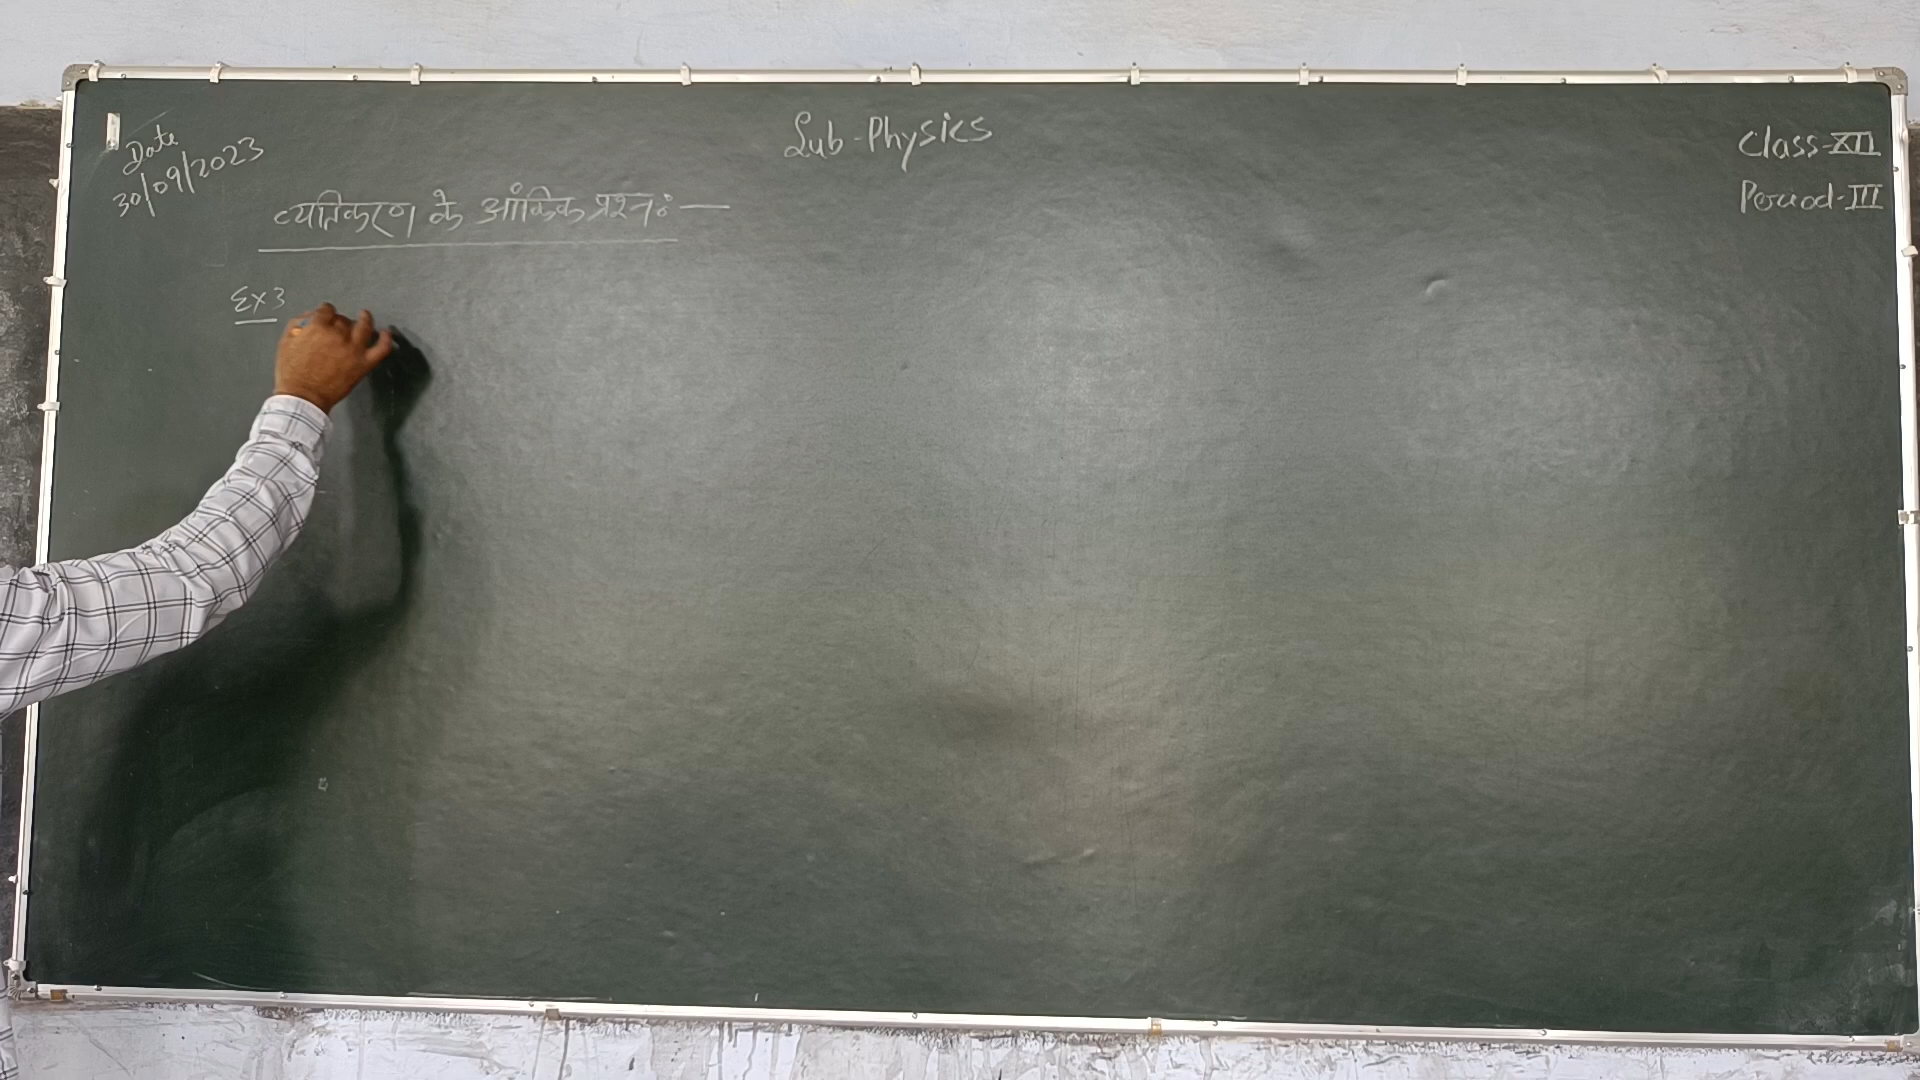 Date
30/09/2023
Sub-Physics
Class-XII
Period-III
व्यतिकरण के आंकिक प्रश्न:—
Ex3